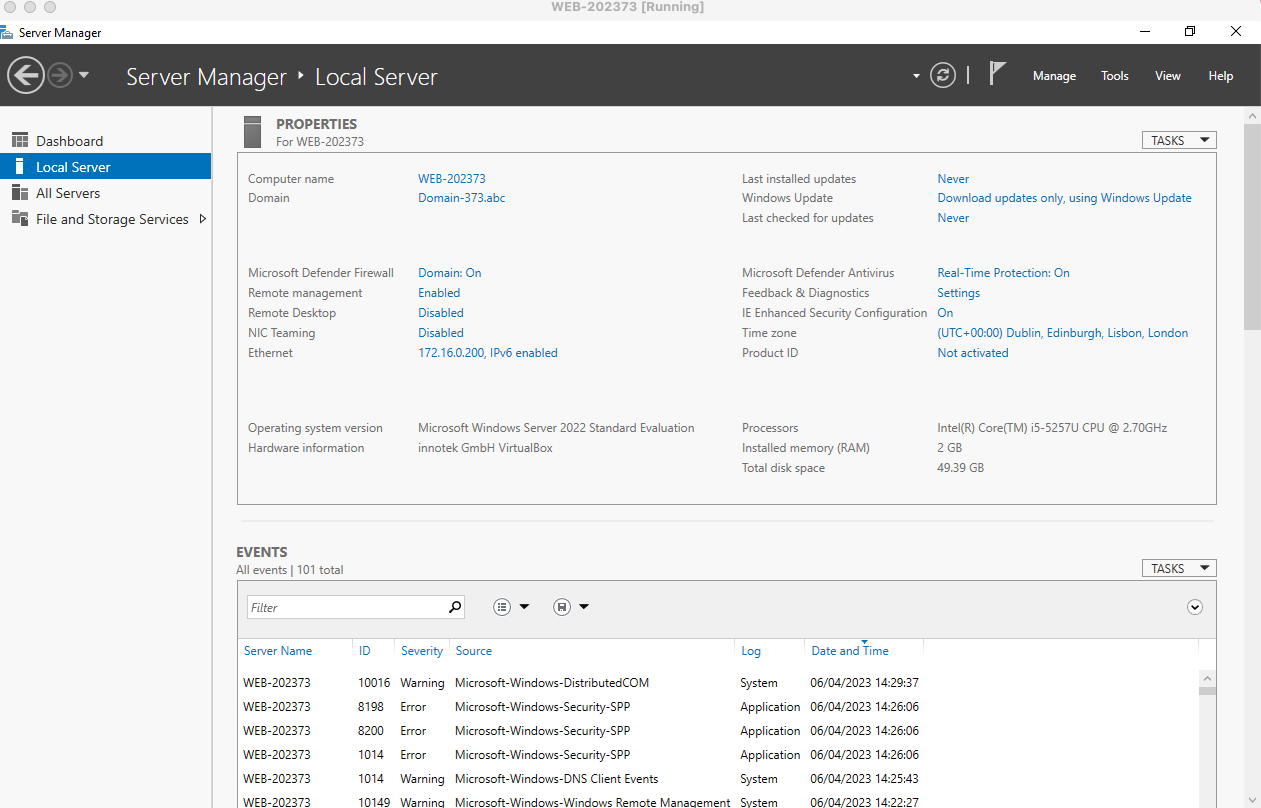 WEB-202373 [Running]
Server Manager
Server Manager ‣ Local Server
Manage Tools View Help
Dashboard
Local Server
All Servers
File and Storage Services
PROPERTIES
For WEB-202373
TASKS
Computer name WEB-202373
Domain Domain-373.abc
Last installed updates Never
Windows Update Download updates only, using Windows Update
Last checked for updates Never
Microsoft Defender Firewall Domain: On
Remote management Enabled
Remote Desktop Disabled
NIC Teaming Disabled
Ethernet 172.16.0.200, IPv6 enabled
Microsoft Defender Antivirus Real-Time Protection: On
Feedback & Diagnostics Settings
IE Enhanced Security Configuration On
Time zone (UTC+00:00) Dublin, Edinburgh, Lisbon, London
Product ID Not activated
Operating system version Microsoft Windows Server 2022 Standard Evaluation
Hardware information innotek GmbH VirtualBox
Processors Intel(R) Core(TM) i5-5257U CPU @ 2.70GHz
Installed memory (RAM) 2 GB
Total disk space 49.39 GB
EVENTS
All events | 101 total
TASKS
Filter
Server Name ID Severity Source Log Date and Time
WEB-202373 10016 Warning Microsoft-Windows-DistributedCOM System 06/04/2023 14:29:37
WEB-202373 8198 Error Microsoft-Windows-Security-SPP Application 06/04/2023 14:26:06
WEB-202373 8200 Error Microsoft-Windows-Security-SPP Application 06/04/2023 14:26:06
WEB-202373 1014 Error Microsoft-Windows-Security-SPP Application 06/04/2023 14:26:06
WEB-202373 1014 Warning Microsoft-Windows-DNS Client Events System 06/04/2023 14:25:43
WEB-202373 10149 Warning Microsoft-Windows-Windows Remote Management System 06/04/2023 14:22:27